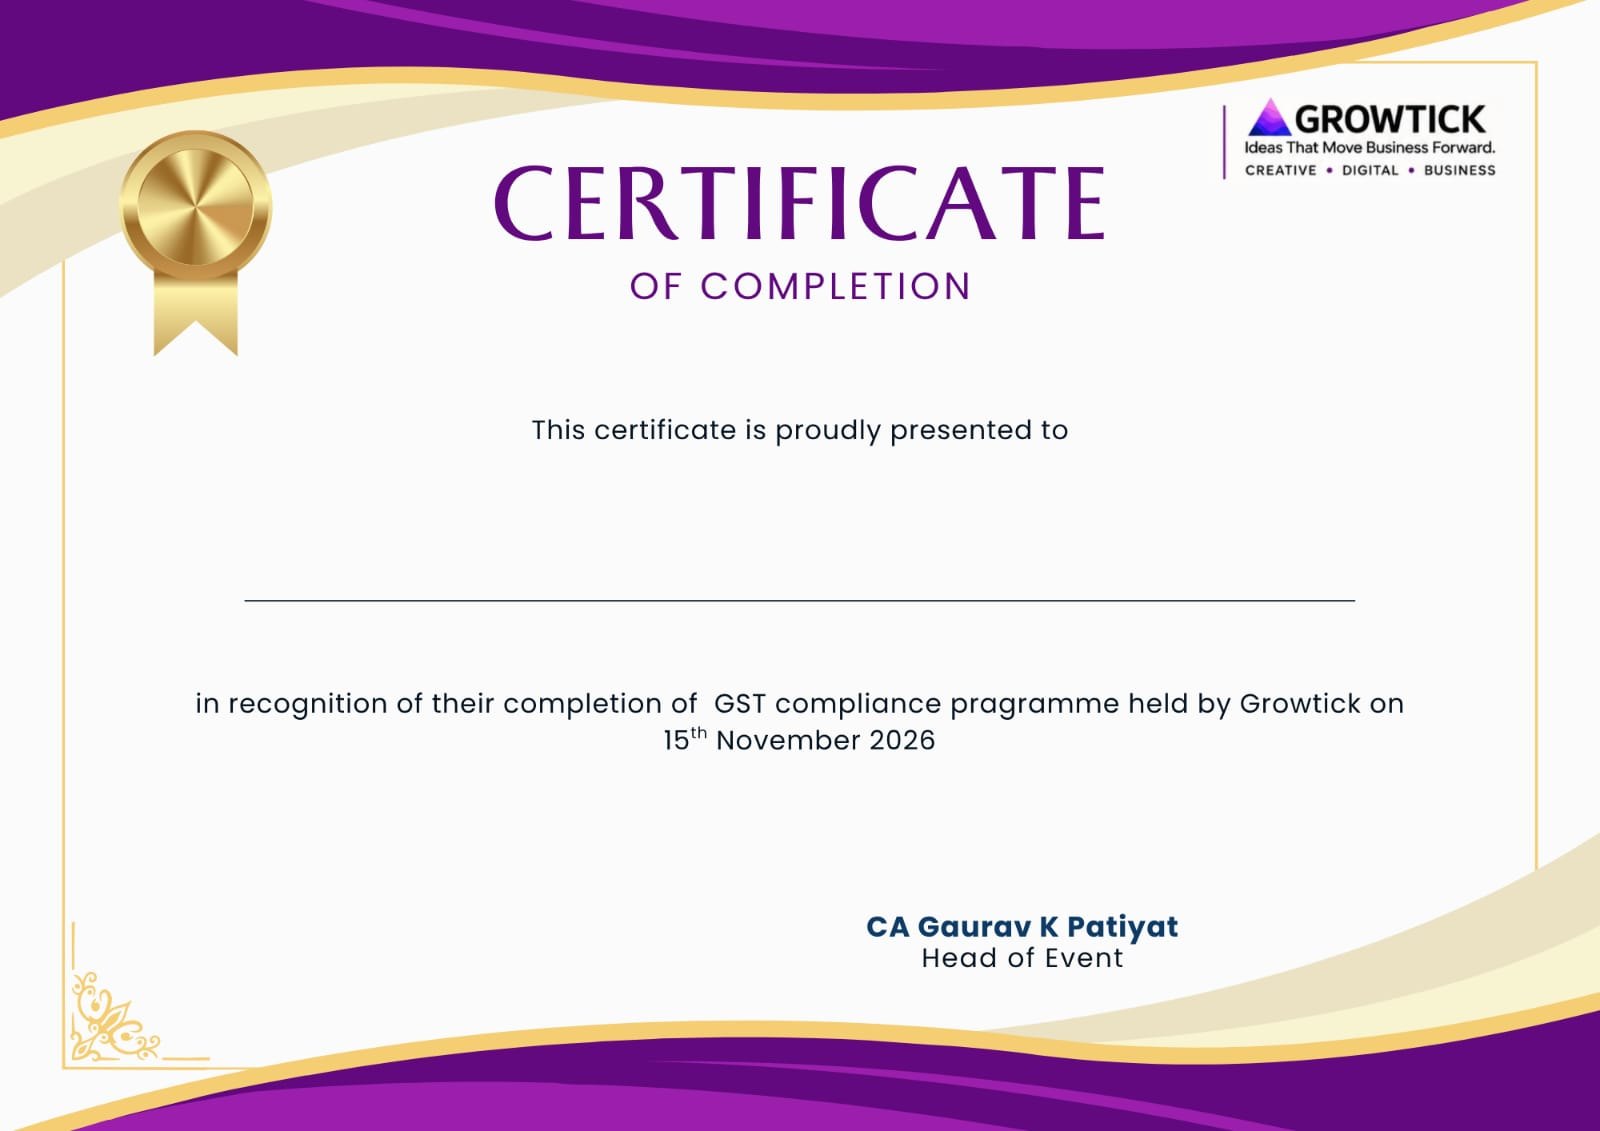 GROWTICK
Ideas That Move Business Forward.
CREATIVE • DIGITAL • BUSINESS
CERTIFICATE
OF COMPLETION
This certificate is proudly presented to
in recognition of their completion of GST compliance pragramme held by Growtick on
15th November 2026
CA Gaurav K Patiyat
Head of Event